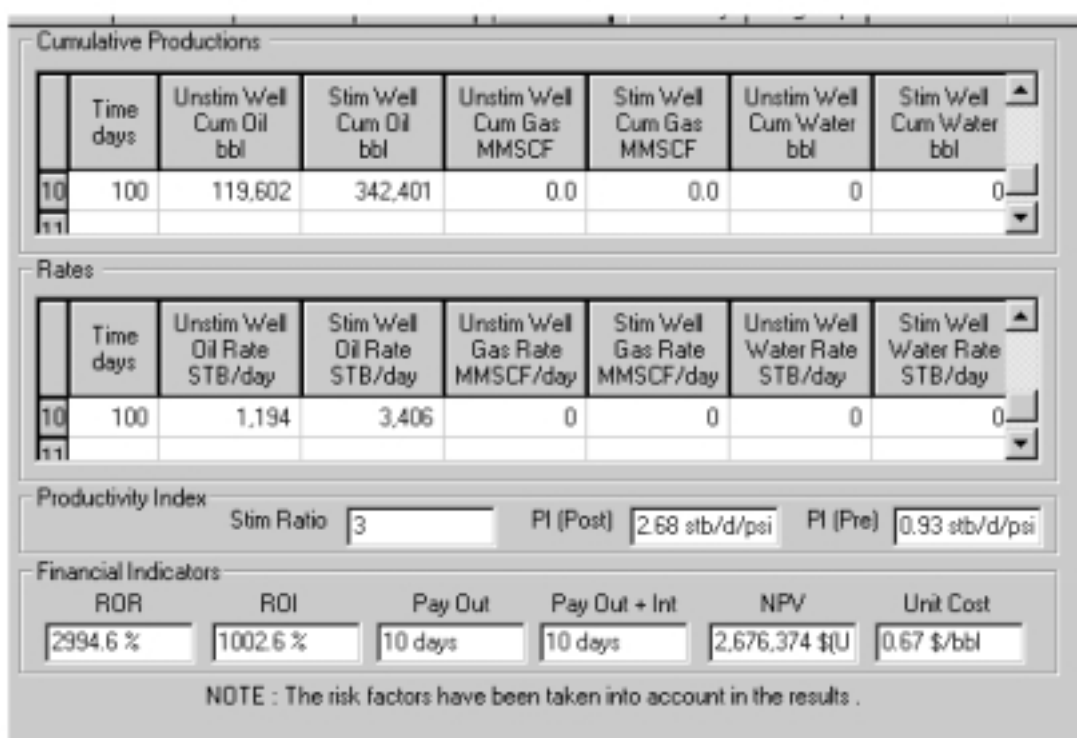 Cumulative Productions
Time days Unstim Well Cum Oil bbl Stim Well Cum Oil bbl Unstim Well Cum Gas MMSCF Stim Well Cum Gas MMSCF Unstim Well Cum Water bbl Stim Well Cum Water bbl
10 100 119,602 342,401 0.0 0.0 0 0
11
Rates
Time days Unstim Well Oil Rate STB/day Stim Well Oil Rate STB/day Unstim Well Gas Rate MMSCF/day Stim Well Gas Rate MMSCF/day Unstim Well Water Rate STB/day Stim Well Water Rate STB/day
10 100 1,194 3,406 0 0 0 0
11
Productivity Index
Stim Ratio 3 PI (Post) 2.68 stb/d/psi PI (Pre) 0.93 stb/d/psi
Financial Indicators
ROR ROI Pay Out Pay Out + Int NPV Unit Cost
2994.6 % 1002.6 % 10 days 10 days 2,676,374 $(U 0.67 $/bbl
NOTE : The risk factors have been taken into account in the results .